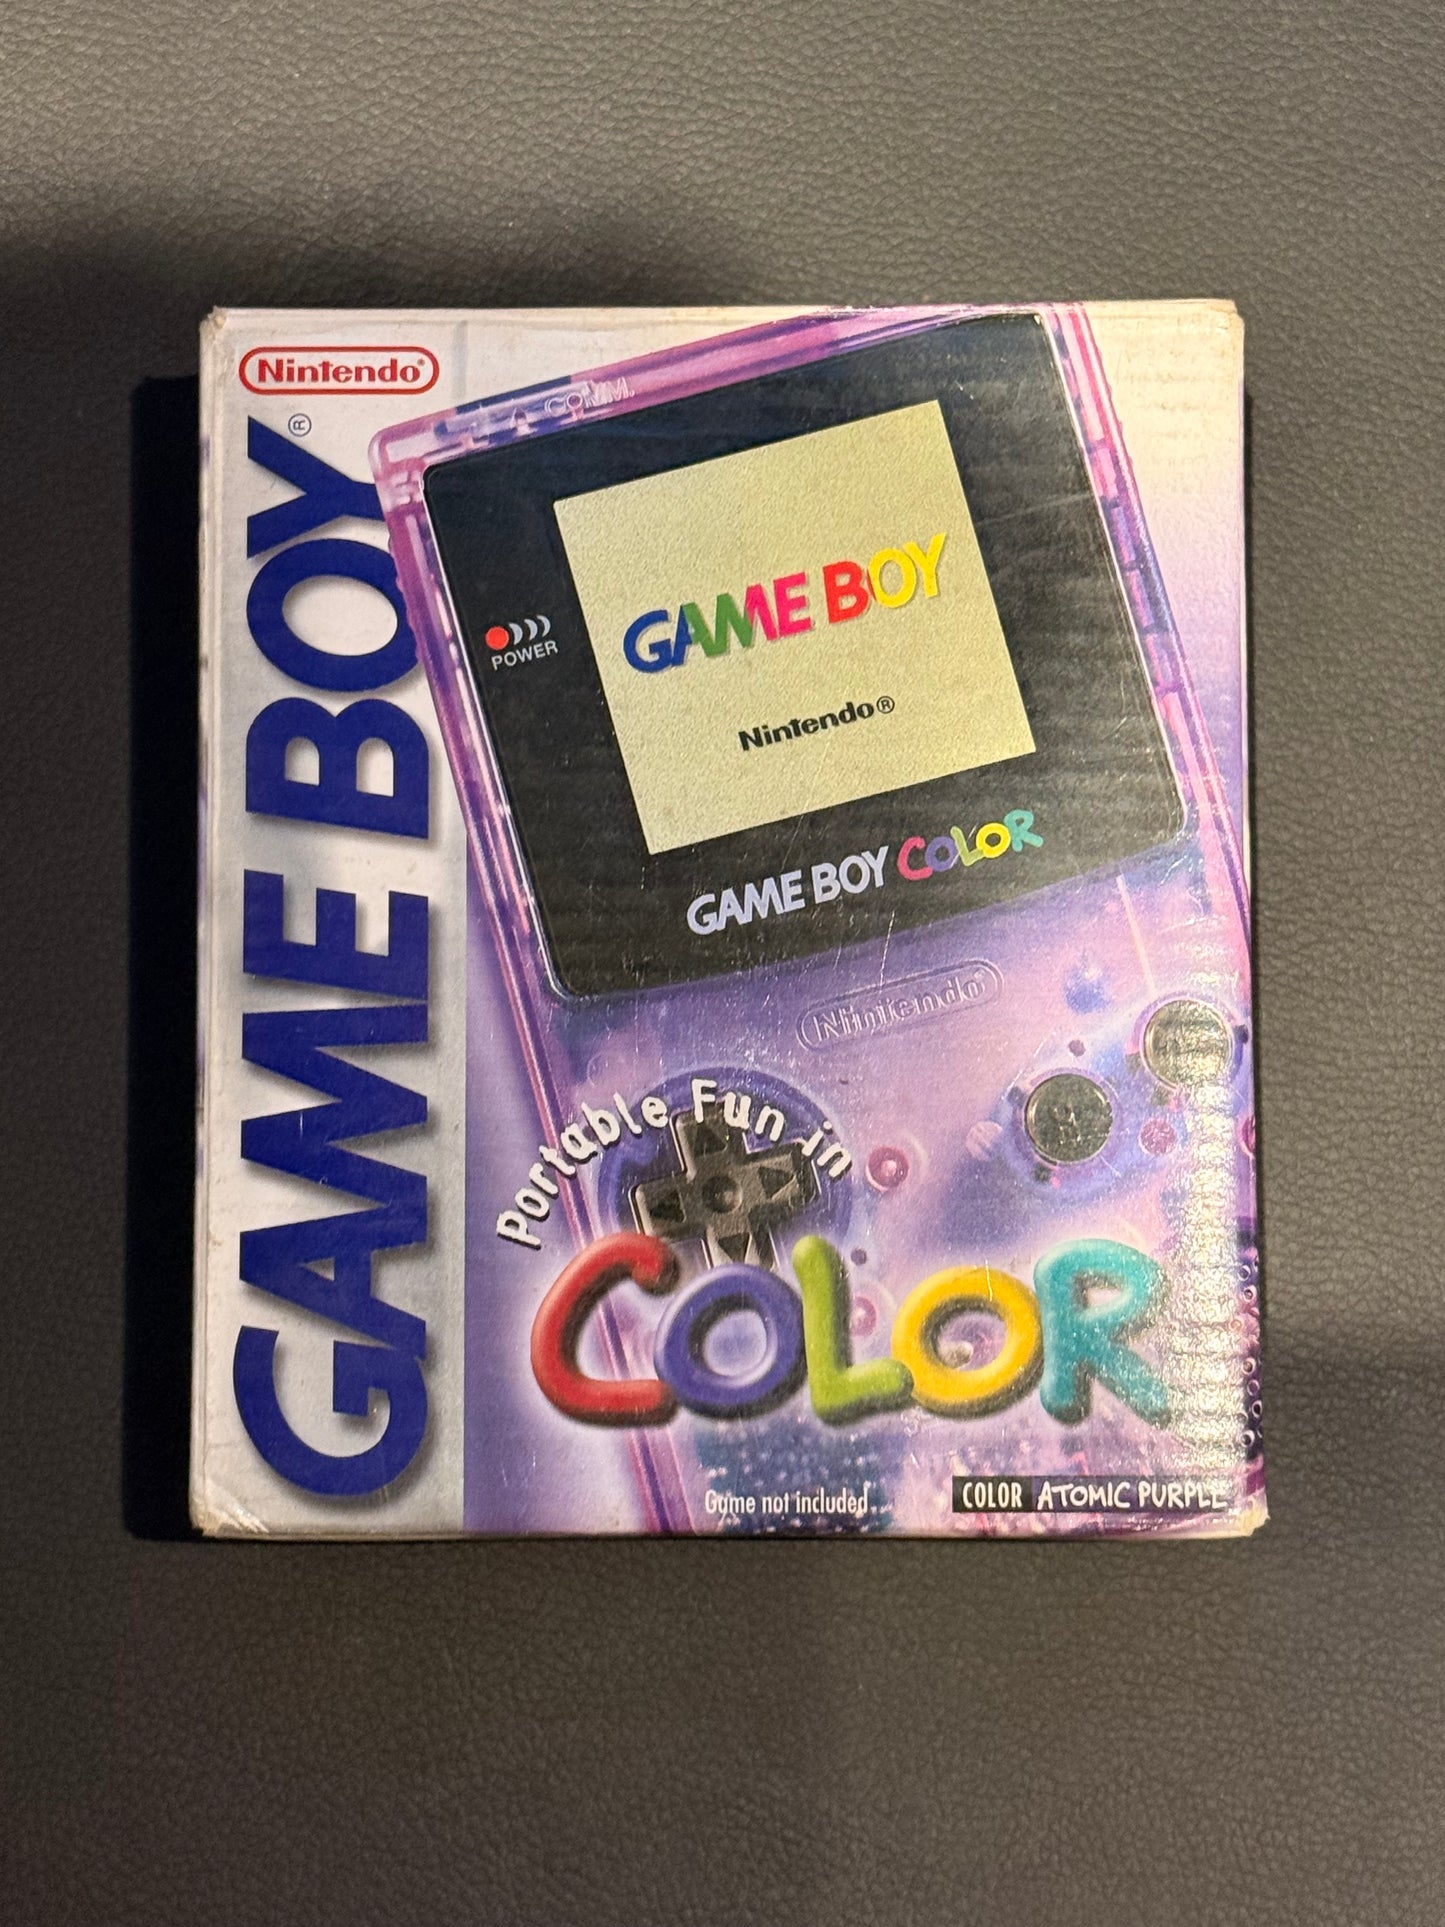 Nintendo®
GAME BOY®
COMM.
POWER
GAME BOY
Nintendo®
GAME BOY COLOR
Nintendo®
Portable Fun in
COLOR
Game not included.
COLOR ATOMIC PURPLE